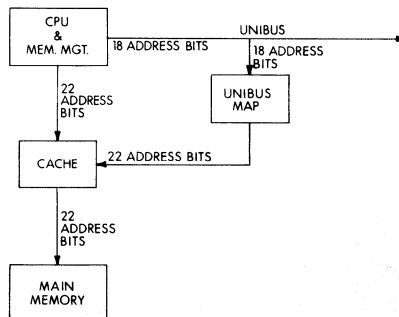 CPU
&
MEM. MGT.
UNIBUS
18 ADDRESS BITS
18 ADDRESS
BITS
22
ADDRESS
BITS
UNIBUS
MAP
CACHE
22 ADDRESS BITS
22
ADDRESS
BITS
MAIN
MEMORY